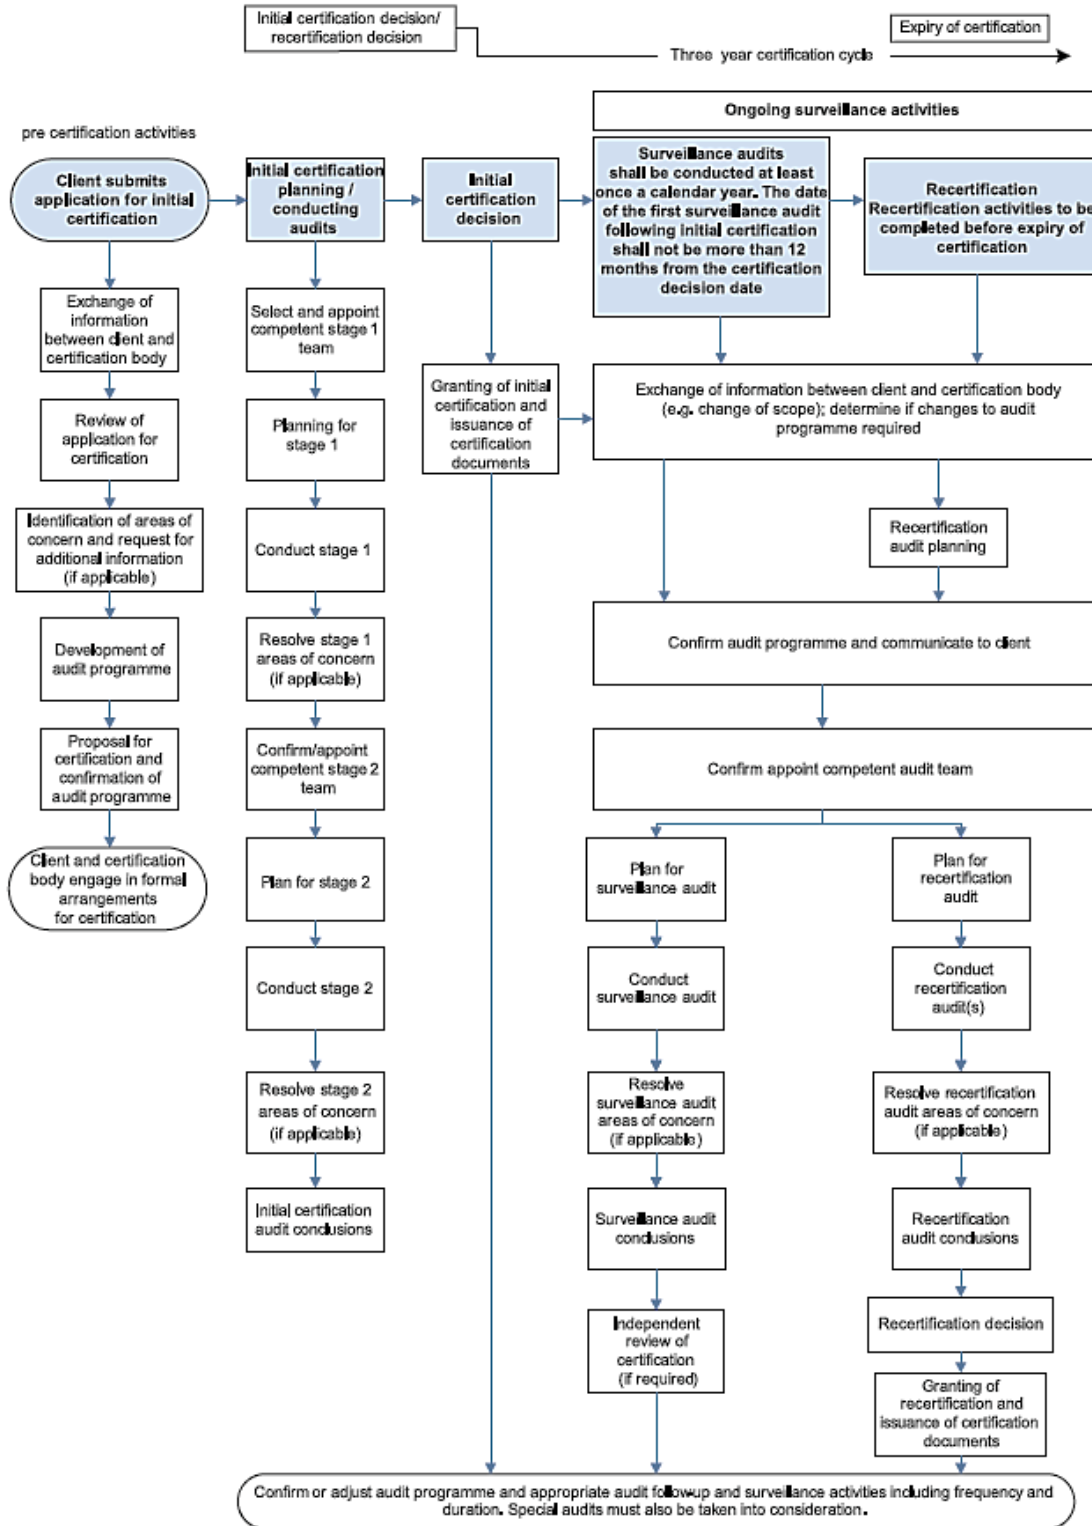 Initial certification decision/
recertification decision
Expiry of certification
Three year certification cycle
Ongoing surveillance activities
pre certification activities
Client submits
application for initial
certification
Initial certification
planning /
conducting
audits
Initial
certification
decision
Surveillance audits
shall be conducted at least
once a calendar year. The date
of the first surveillance audit
following initial certification
shall not be more than 12
months from the certification
decision date
Recertification
Recertification activities to be
completed before expiry of
certification
Exchange of
information
between client and
certification body
Review of
application for
certification
Identification of areas of
concern and request for
additional information
(if applicable)
Development of
audit programme
Proposal for
certification and
confirmation of
audit programme
Client and certification
body engage in formal
arrangements
for certification
Select and appoint
competent stage 1
team
Planning for
stage 1
Conduct stage 1
Resolve stage 1
areas of concern
(if applicable)
Confirm/appoint
competent stage 2
team
Plan for stage 2
Conduct stage 2
Resolve stage 2
areas of concern
(if applicable)
Initial certification
audit conclusions
Granting of initial
certification and
issuance of
certification
documents
Exchange of information between client and certification body
(e.g. change of scope); determine if changes to audit
programme required
Recertification
audit planning
Confirm audit programme and communicate to client
Confirm appoint competent audit team
Plan for
surveillance audit
Conduct
surveillance audit
Resolve
surveillance audit
areas of concern
(if applicable)
Surveillance audit
conclusions
Independent
review of
certification
(if required)
Plan for
recertification
audit
Conduct
recertification
audit(s)
Resolve recertification
audit areas of concern
(if applicable)
Recertification
audit conclusions
Recertification decision
Granting of
recertification and
issuance of certification
documents
Confirm or adjust audit programme and appropriate audit follow-up and surveillance activities including frequency and
duration. Special audits must also be taken into consideration.